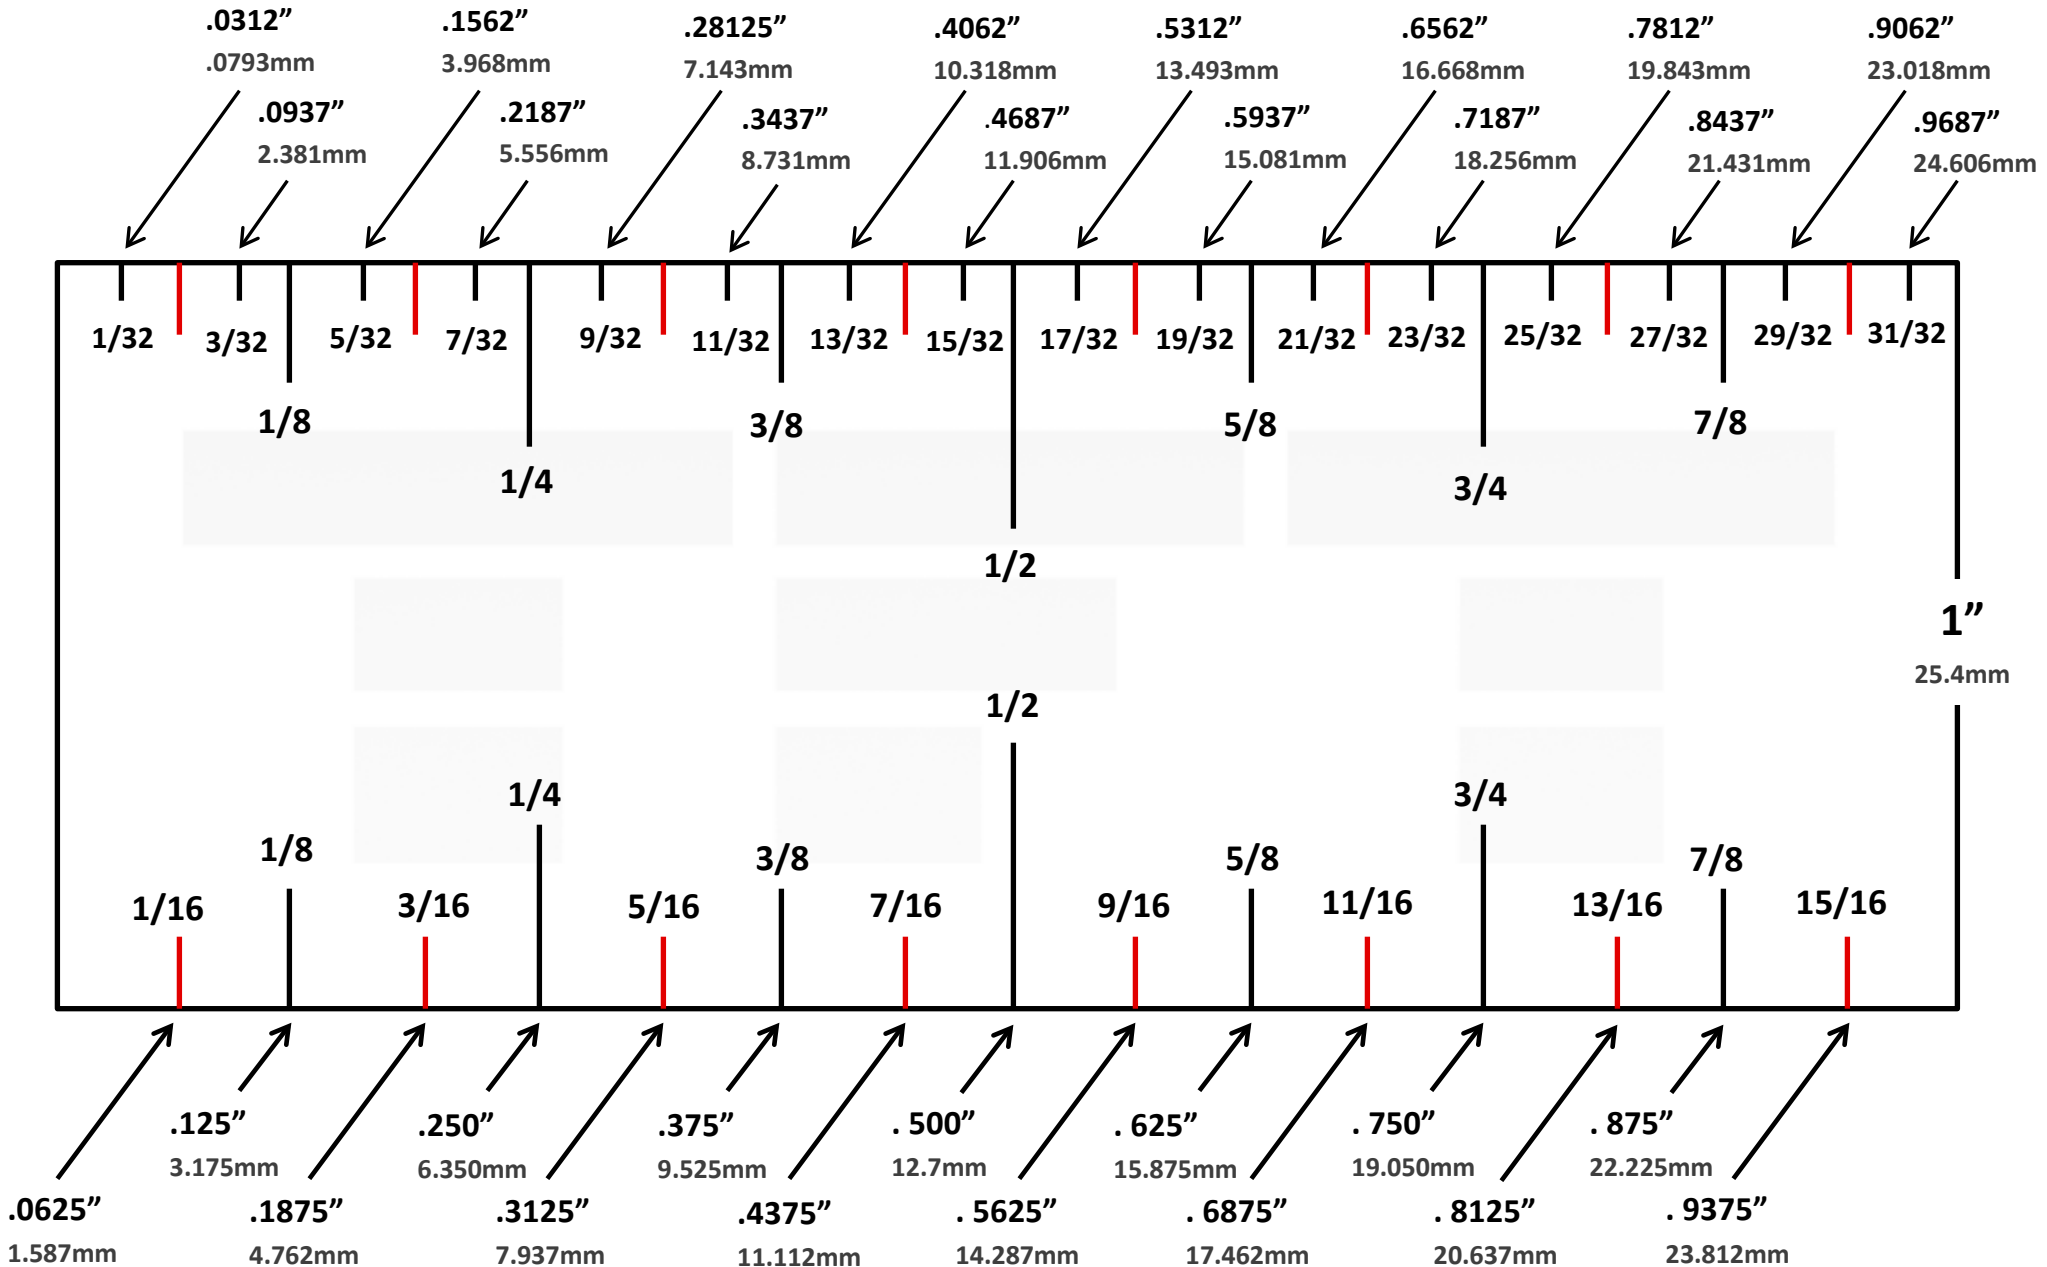 .0312” .1562” .28125” .4062” .5312” .6562” .7812” .9062”
.0793mm 3.968mm 7.143mm 10.318mm 13.493mm 16.668mm 19.843mm 23.018mm
.0937” .2187” .3437” .4687” .5937” .7187” .8437” .9687”
2.381mm 5.556mm 8.731mm 11.906mm 15.081mm 18.256mm 21.431mm 24.606mm
1/32 3/32 5/32 7/32 9/32 11/32 13/32 15/32 17/32 19/32 21/32 23/32 25/32 27/32 29/32 31/32
1/8 3/8 5/8 7/8
1/4 3/4
1/2
1”
25.4mm
1/2
1/4 3/4
1/8 3/8 5/8 7/8
1/16 3/16 5/16 7/16 9/16 11/16 13/16 15/16
.125” .250” .375” . 500” . 625” . 750” . 875”
3.175mm 6.350mm 9.525mm 12.7mm 15.875mm 19.050mm 22.225mm
.0625” .1875” .3125” .4375” . 5625” . 6875” . 8125” . 9375”
1.587mm 4.762mm 7.937mm 11.112mm 14.287mm 17.462mm 20.637mm 23.812mm